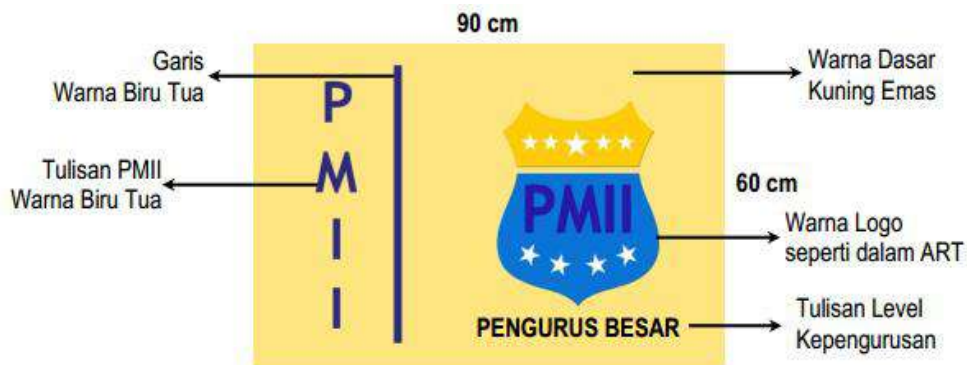 90 cm
Garis
Warna Biru Tua
Tulisan PMII
Warna Biru Tua
P
M
I
I
PMII
PENGURUS BESAR
Warna Dasar
Kuning Emas
60 cm
Warna Logo
seperti dalam ART
Tulisan Level
Kepengurusan